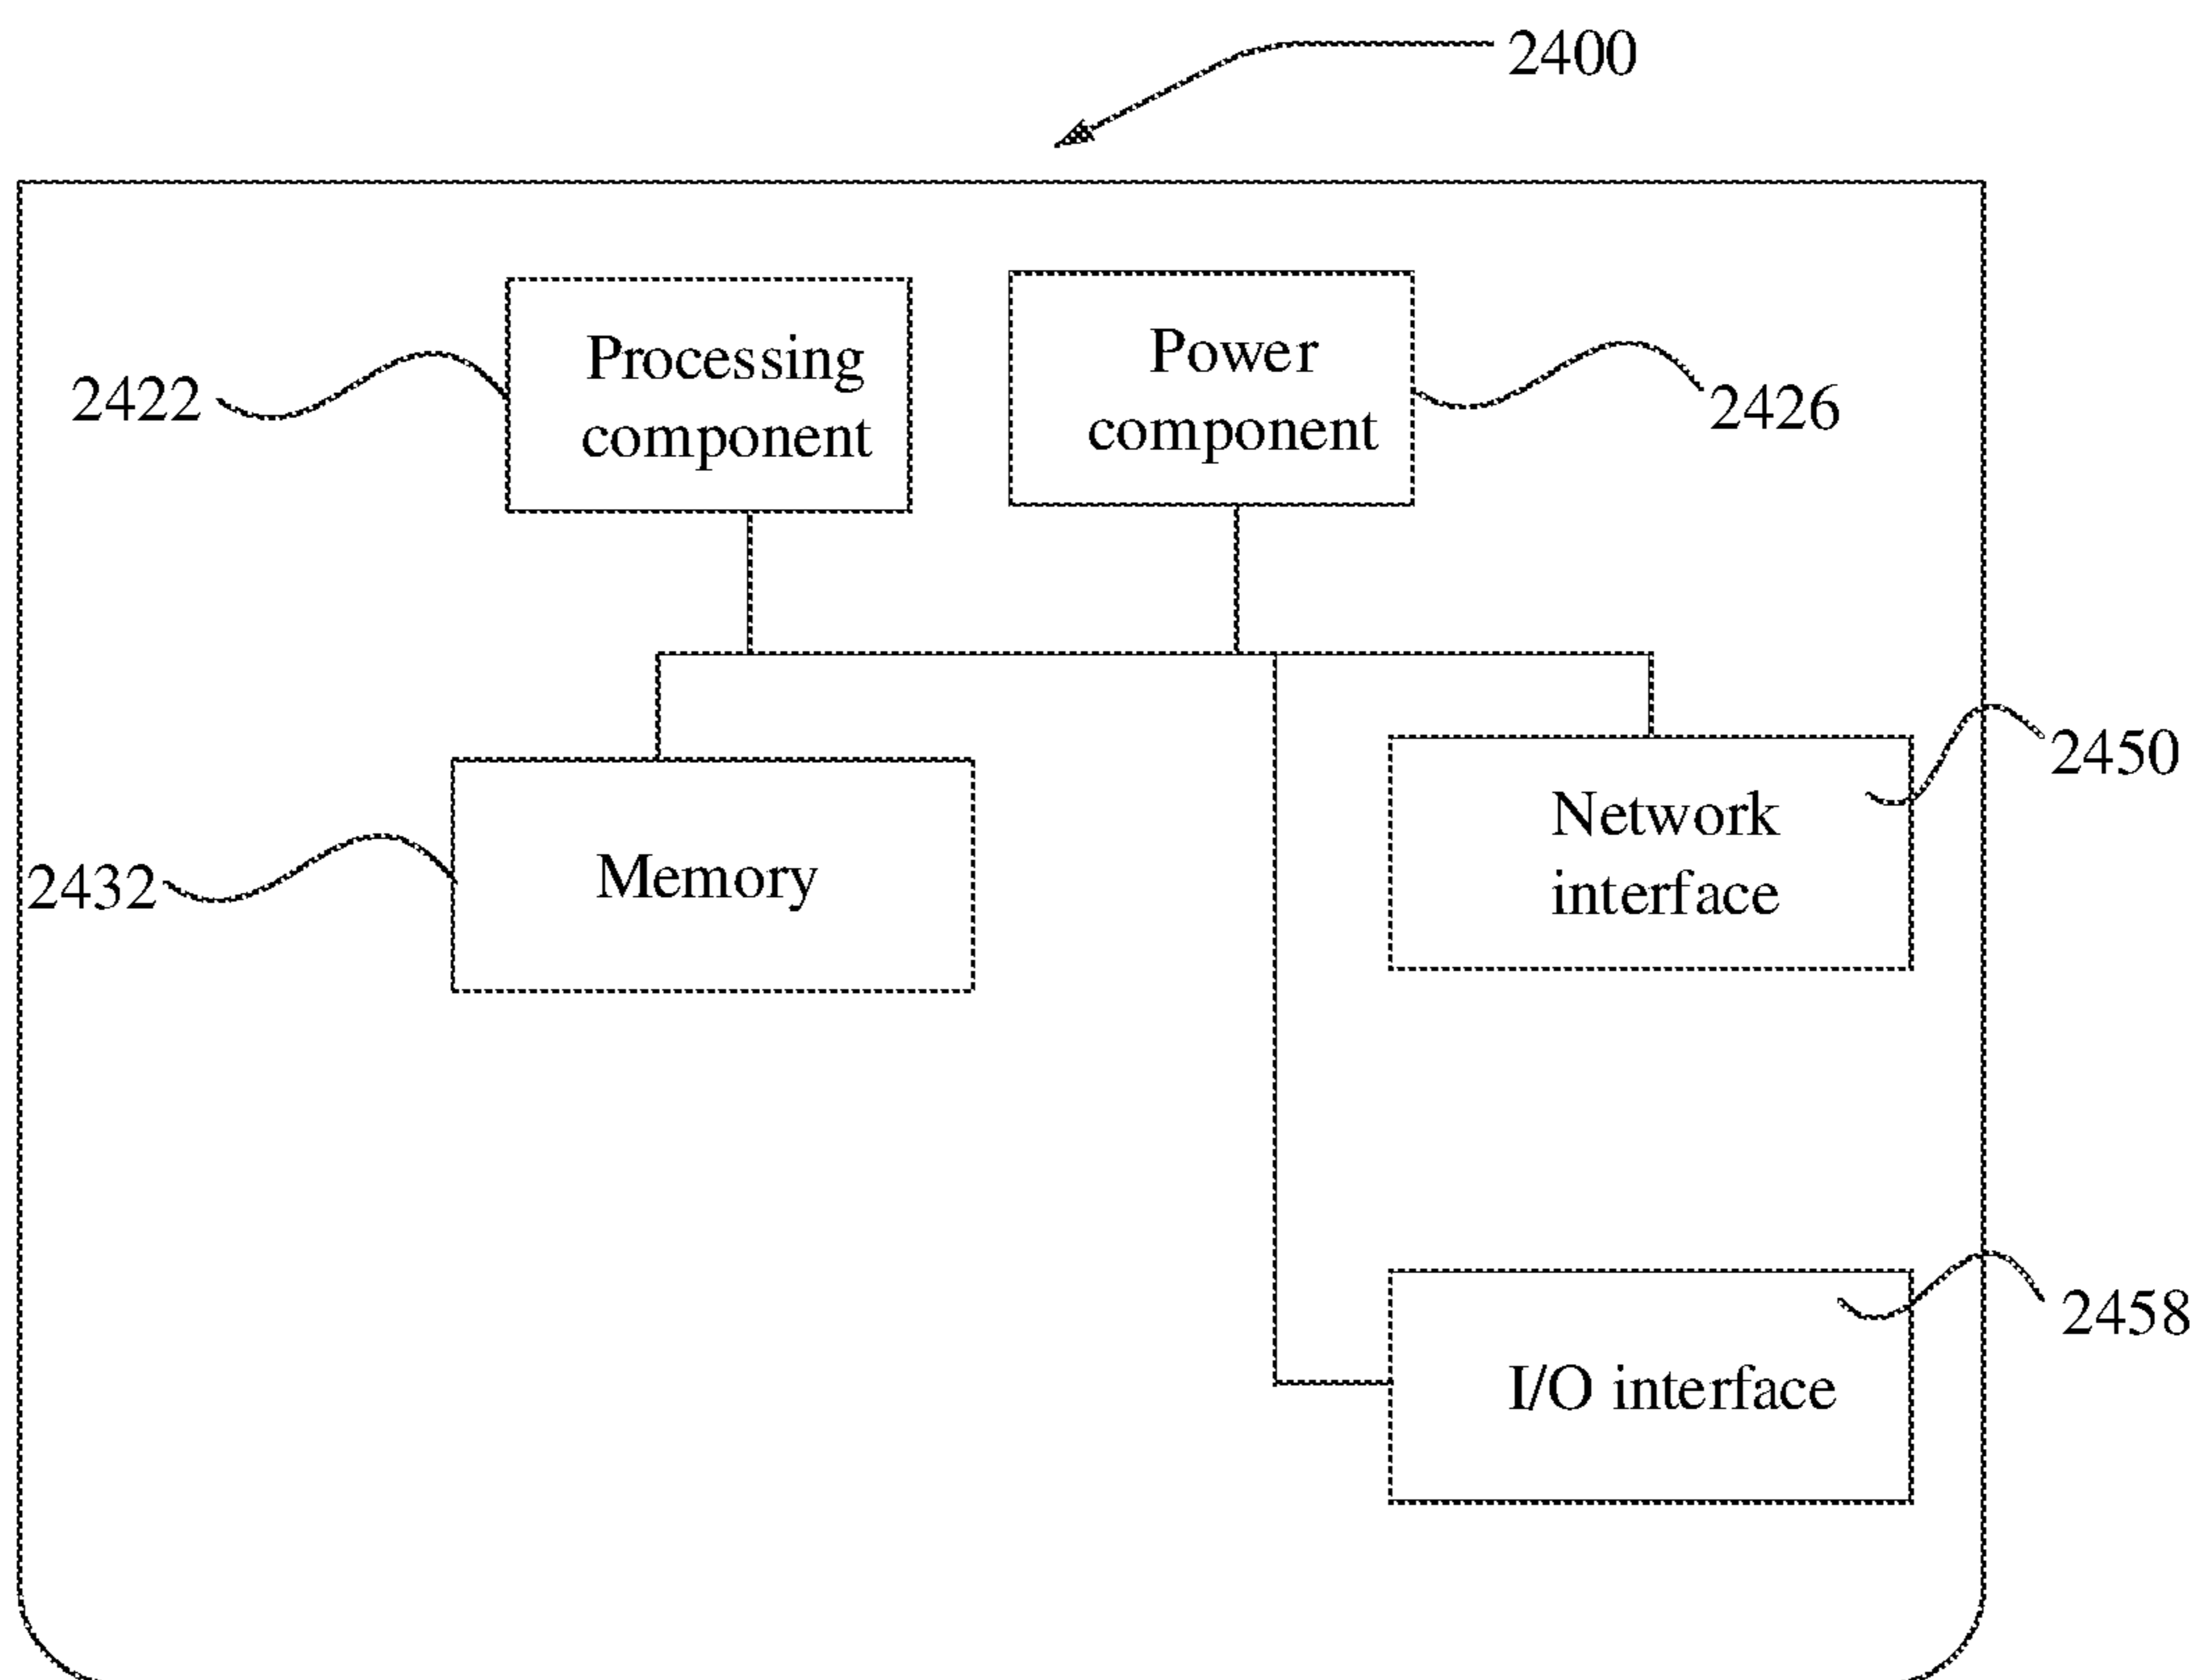 2400
Processing
component
Power
component
2422
2426
2450
Network
interface
Memory
2432
2458
I/O interface